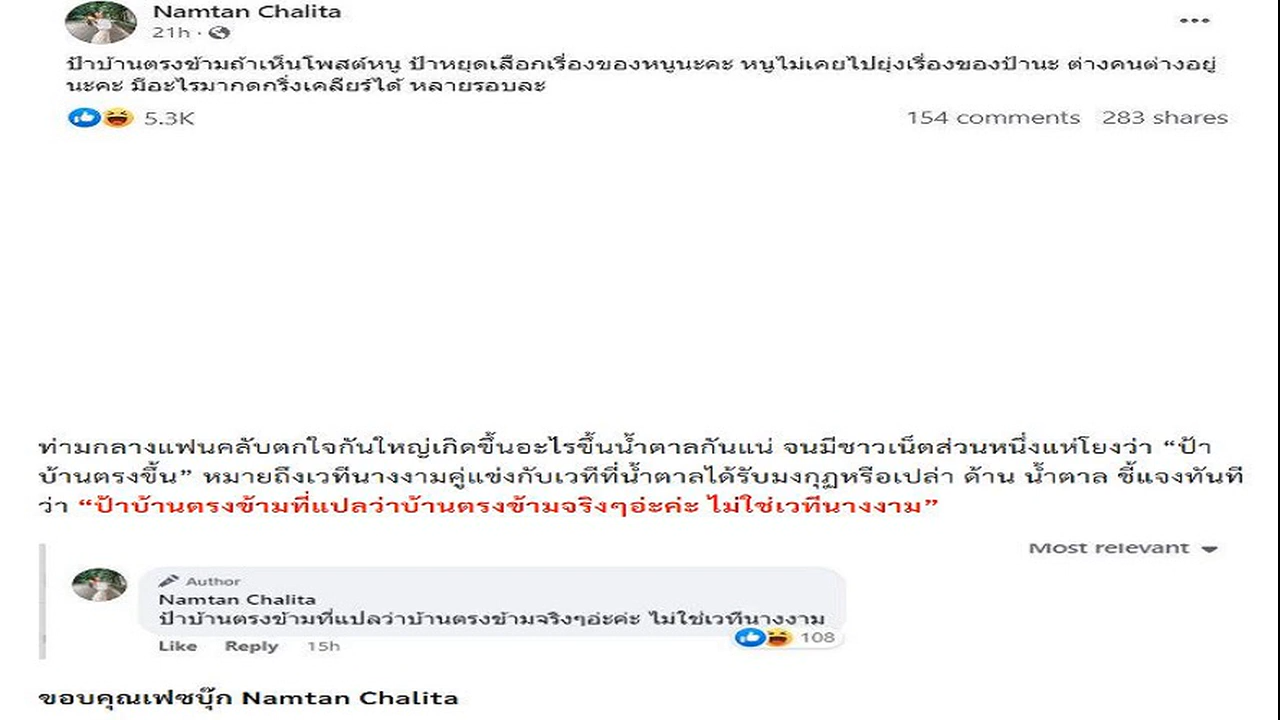 Namtan Chalita
21h ·
ป้าบ้านตรงข้ามถ้าเห็นโพสต์หนู ป้าหยุดเสือกเรื่องของหนูนะคะ หนูไม่เคยไปยุ่งเรื่องของป้านะ ต่างคนต่างอยู่
นะคะ มีอะไรมากดกริ่งเคลียร์ได้ หลายรอบละ
5.3K 154 comments 283 shares
ท่ามกลางแฟนคลับตกใจกันใหญ่เกิดขึ้นอะไรขึ้นน้ำตาลกันแน่ จนมีชาวเน็ตส่วนหนึ่งแห่โยงว่า “ป้า
บ้านตรงขึ้น” หมายถึงเวทีนางงามคู่แข่งกับเวทีที่น้ำตาลได้รับมงกุฏหรือเปล่า ด้าน น้ำตาล ชี้แจงทันที
ว่า “ป้าบ้านตรงข้ามที่แปลว่าบ้านตรงข้ามจริงๆอ่ะค่ะ ไม่ใช่เวทีนางงาม”
Most relevant
Author
Namtan Chalita
ป้าบ้านตรงข้ามที่แปลว่าบ้านตรงข้ามจริงๆอ่ะค่ะ ไม่ใช่เวทีนางงาม
Like Reply 15h 108
ขอบคุณเฟซบุ๊ก Namtan Chalita